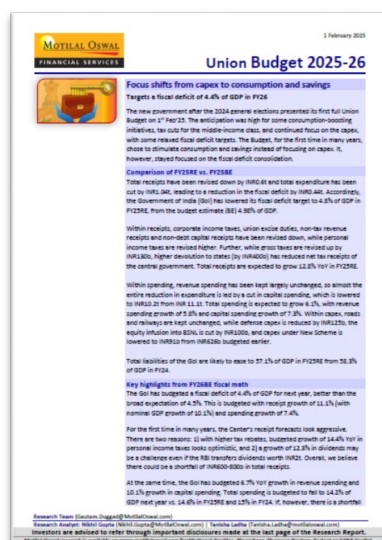 1 February 2025
MOTILAL OSWAL
FINANCIAL SERVICES
Union Budget 2025-26
Focus shifts from capex to consumption and savings
Targets a fiscal deficit of 4.4% of GDP in FY26
The new government after the 2024 general elections presented its first full Union
Budget on 1st Feb'25. The anticipation was high for some consumption-boosting
initiatives, tax cuts for the middle-income class, and continued focus on the capex,
with some relaxed fiscal deficit targets. The Budget, for the first time in many years,
chose to stimulate consumption and savings instead of focusing on capex. It,
however, stayed focused on the fiscal deficit consolidation.
Comparison of FY25RE vs. FY25BE
Total receipts have been revised down by INR0.6t and total expenditure has been
cut by INR1.04t, leading to a reduction in the fiscal deficit by INR0.44t. Accordingly,
the Government of India (GoI) has lowered its fiscal deficit target to 4.8% of GDP in
FY25RE, from the budget estimate (BE) 4.98% of GDP.
Within receipts, corporate income taxes, union excise duties, non-tax revenue
receipts and non-debt capital receipts have been revised down, while personal
income taxes are revised higher. Further, while gross taxes are revised up by
INR130b, higher devolution to states (by INR400b) has reduced net tax receipts of
the central government. Total receipts are expected to grow 12.8% YoY in FY25RE.
Within spending, revenue spending has been kept largely unchanged, so almost the
entire reduction in expenditure is led by a cut in capital spending, which is lowered
to INR10.2t from INR 11.1t. Total spending is expected to grow 6.1%, with revenue
spending growth of 5.8% and capital spending growth of 7.3%. Within capex, roads
and railways are kept unchanged, while defense capex is reduced by INR125b, the
equity infusion into BSNL is cut by INR100b, and capex under New Scheme is
lowered to INR91b from INR626b budgeted earlier.
Total liabilities of the GoI are likely to ease to 57.1% of GDP in FY25RE from 58.3%
of GDP in FY24.
Key highlights from FY26BE fiscal math
The GoI has budgeted a fiscal deficit of 4.4% of GDP for next year, better than the
broad expectation of 4.5%. This is budgeted with receipt growth of 11.1% (with
nominal GDP growth of 10.1%) and spending growth of 7.4%.
For the first time in many years, the Center's receipt forecasts look aggressive.
There are two reasons: 1) with higher tax rebates, budgeted growth of 14.4% YoY in
personal income taxes looks optimistic, and 2) a growth of 12.3% in dividends may
be a challenge even if the RBI transfers dividends worth INR2t. Overall, we believe
there could be a shortfall of INR600-800b in total receipts.
At the same time, the GoI has budgeted 6.7% YoY growth in revenue spending and
10.1% growth in capital spending. Total spending is budgeted to fall to 14.2% of
GDP next year vs. 14.6% in FY25RE and 15% in FY24. If, however, there is a shortfall
Research Team (Gautam.Duggad@MotilalOswal.com)
Research Analyst: Nikhil Gupta (Nikhil.Gupta@MotilalOswal.com) | Tanisha Ladha (Tanisha.Ladha@motilaloswal.com)
Investors are advised to refer through important disclosures made at the last page of the Research Report.